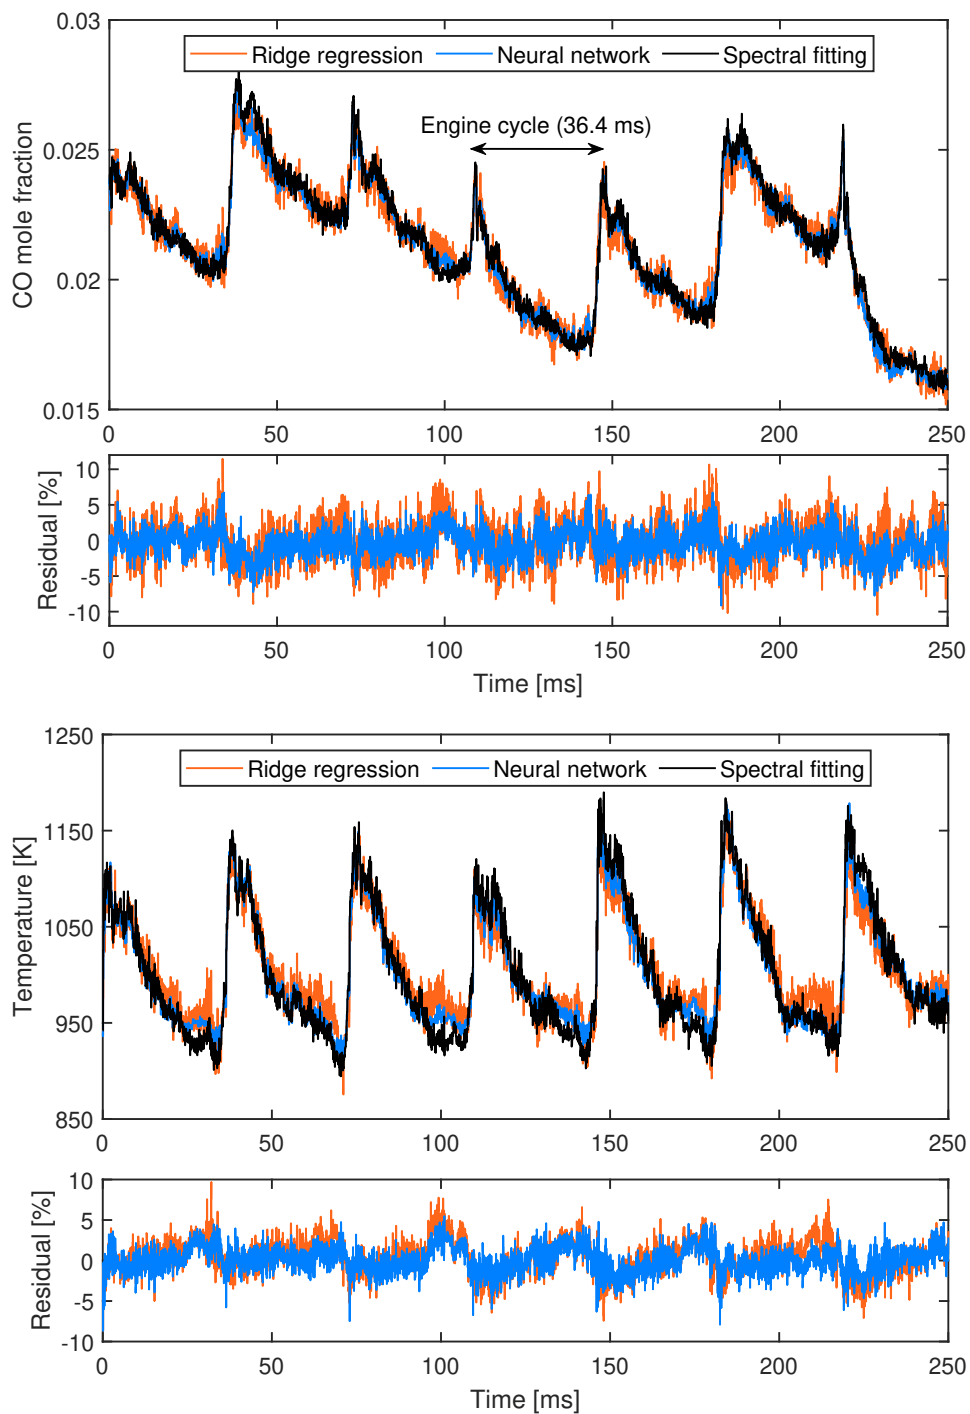 0.03
Ridge regression Neural network Spectral fitting
Engine cycle (36.4 ms)
0.025
CO mole fraction
0.02
0.015
0 50 100 150 200 250
10
5
0
-5
-10
Residual [%]
0 50 100 150 200 250
Time [ms]
1250
Ridge regression Neural network Spectral fitting
1150
Temperature [K]
1050
950
850
0 50 100 150 200 250
10
5
0
-5
-10
Residual [%]
0 50 100 150 200 250
Time [ms]